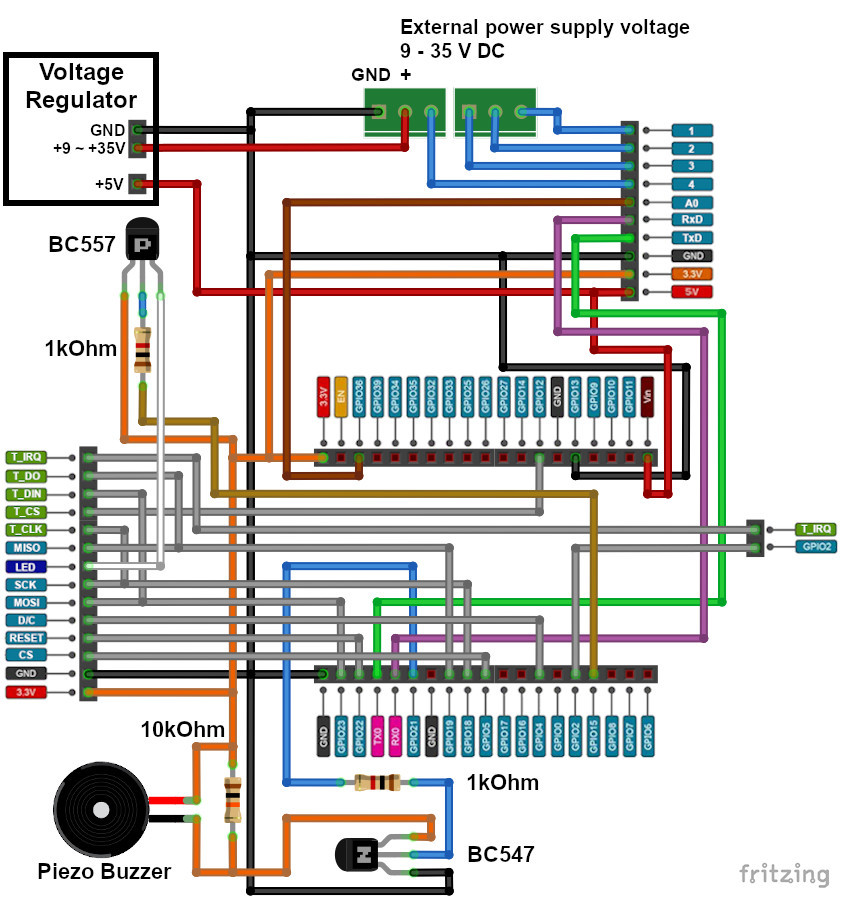 External power supply voltage
9 - 35 V DC
GND +
Voltage
Regulator
GND
+9 ~ +35V
+5V
1
2
3
4
A0
RxD
TxD
GND
3.3V
5V
BC557
P
1kOhm
3.3V
EN
GPIO36
GPIO39
GPIO34
GPIO35
GPIO32
GPIO33
GPIO25
GPIO26
GPIO27
GPIO14
GPIO12
GND
GPIO13
GPIO9
GPIO10
GPIO11
Vin
T_IRQ
T_DO
T_DIN
T_CS
T_CLK
MISO
LED
SCK
MOSI
D/C
RESET
CS
GND
3.3V
T_IRQ
GPIO2
GND
GPIO23
GPIO22
TX0
RX0
GPIO21
GND
GPIO19
GPIO18
GPIO5
GPIO17
GPIO16
GPIO4
GPIO0
GPIO2
GPIO15
GPIO8
GPIO7
GPIO6
10kOhm
1kOhm
Piezo Buzzer
N
BC547
fritzing